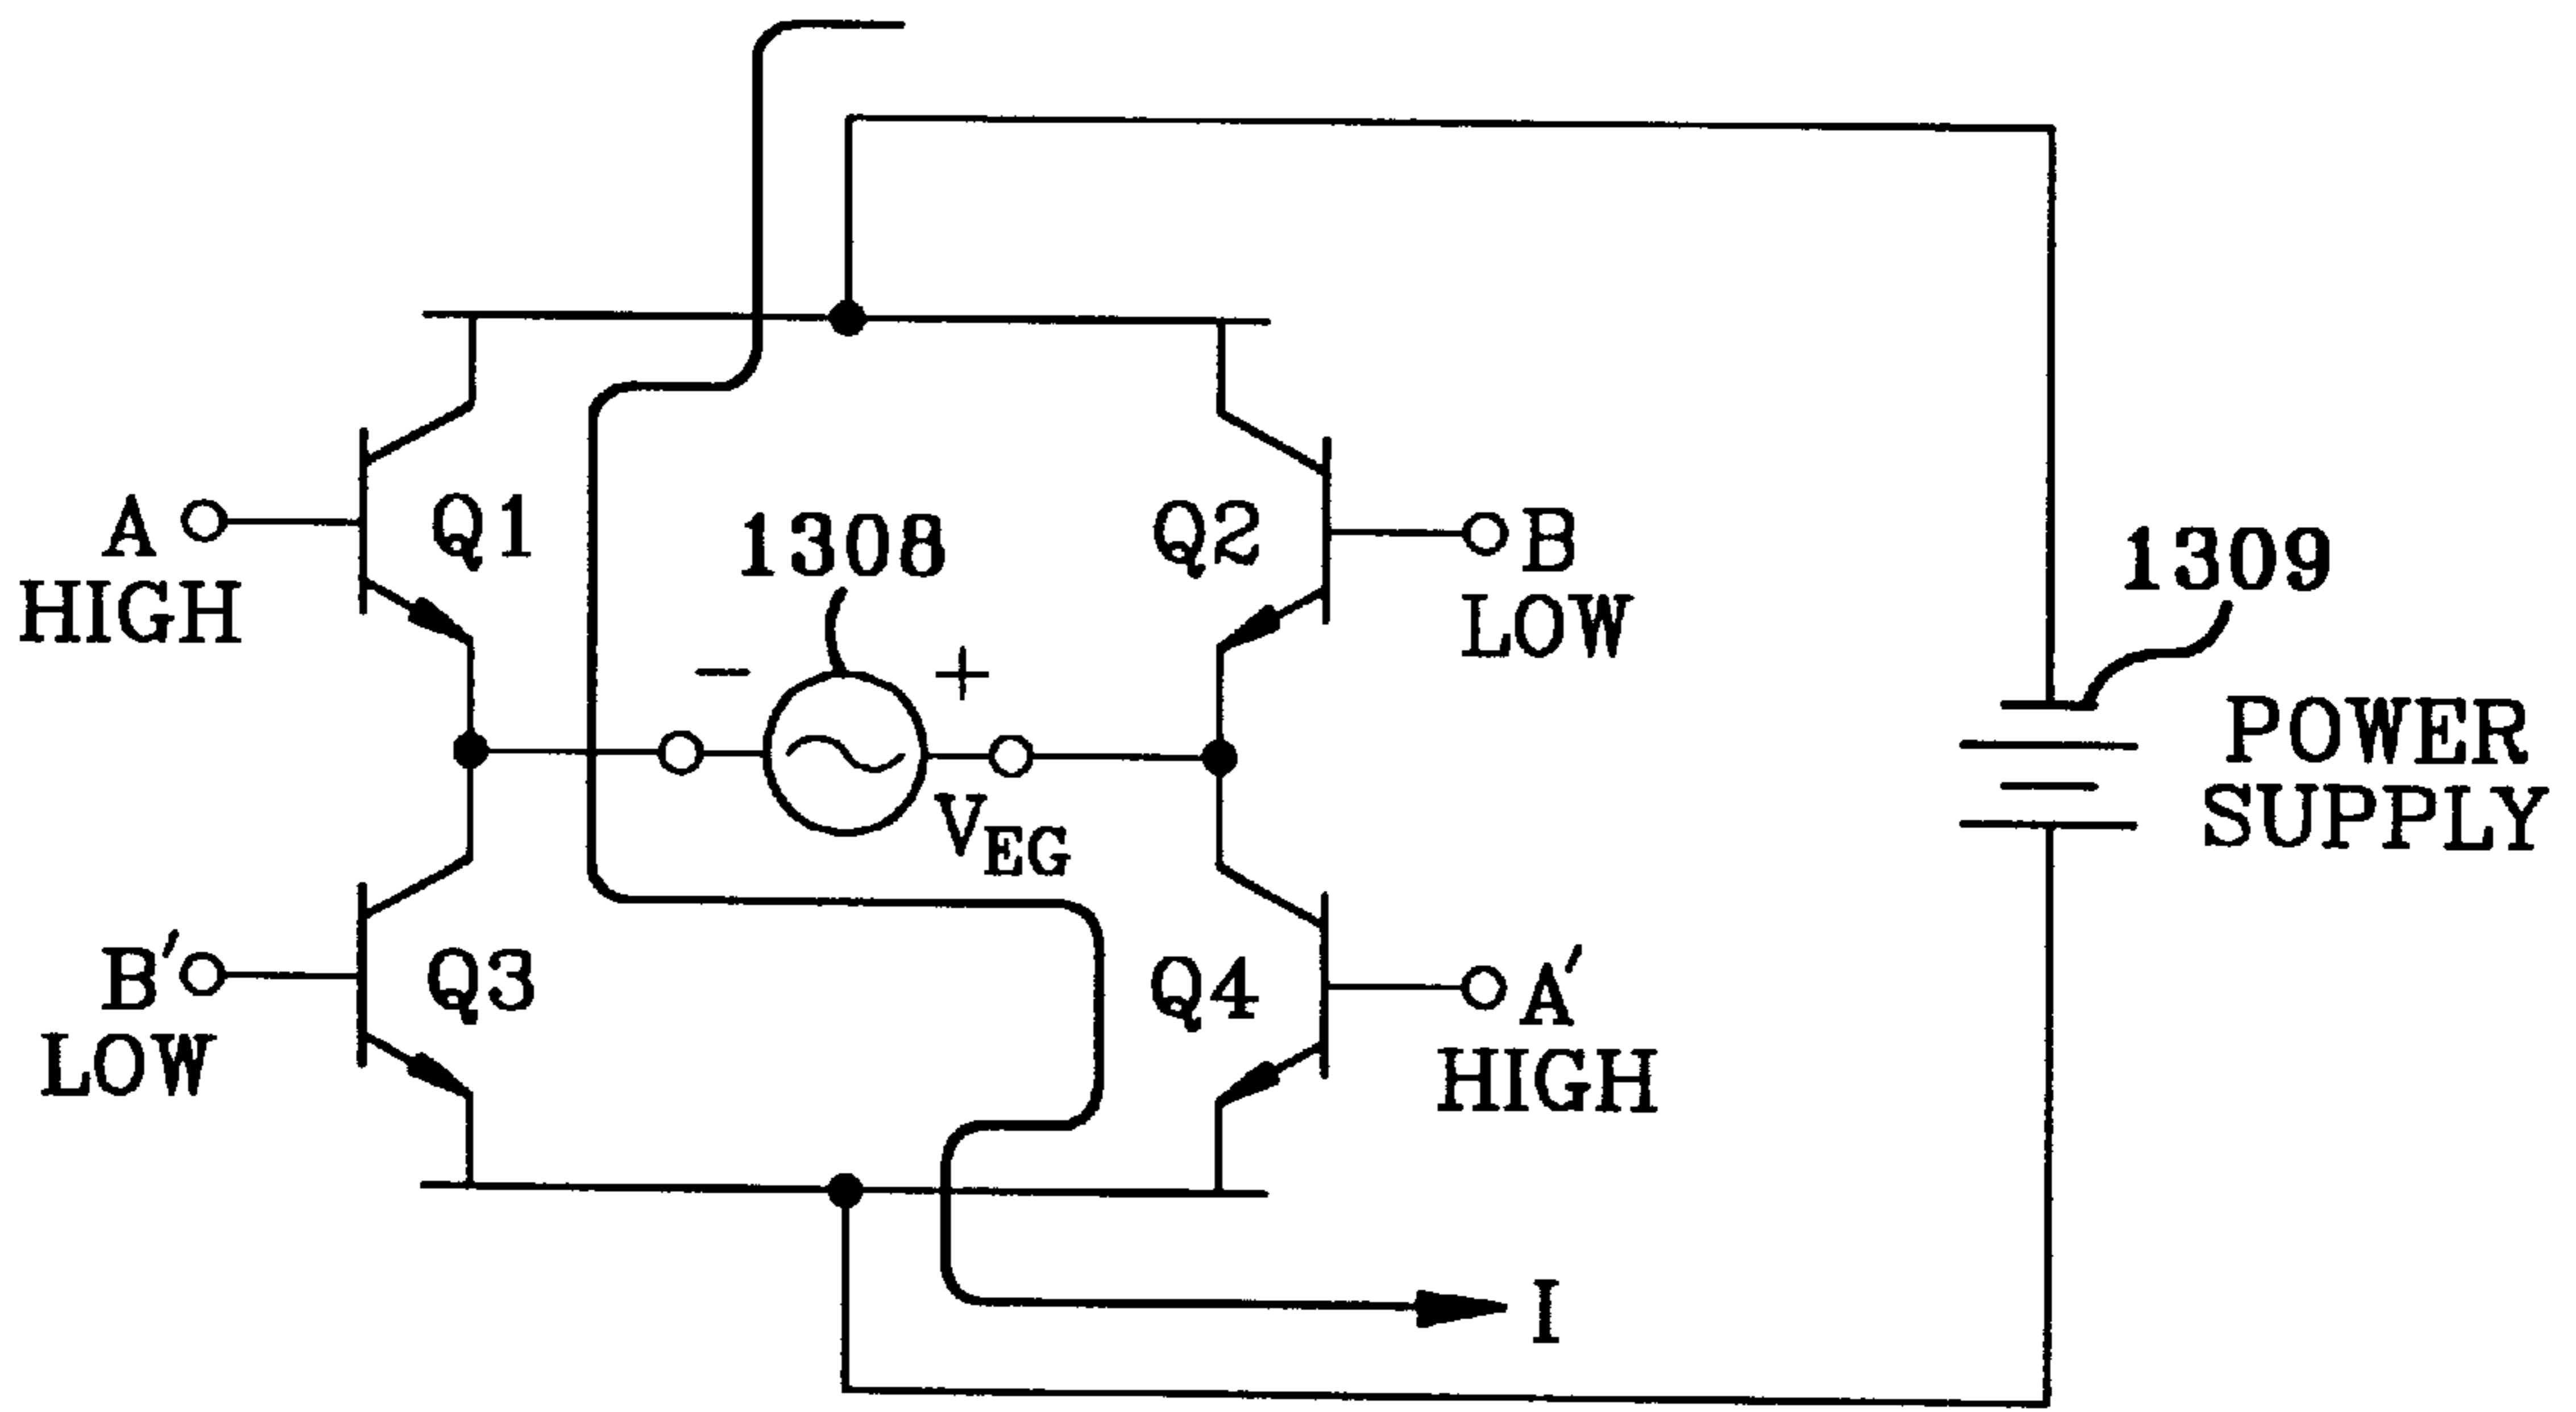 A
HIGH
Q1
1308
Q2
B
LOW
1309
− +
V_EG
POWER
SUPPLY
B′
LOW
Q3
Q4
A′
HIGH
I